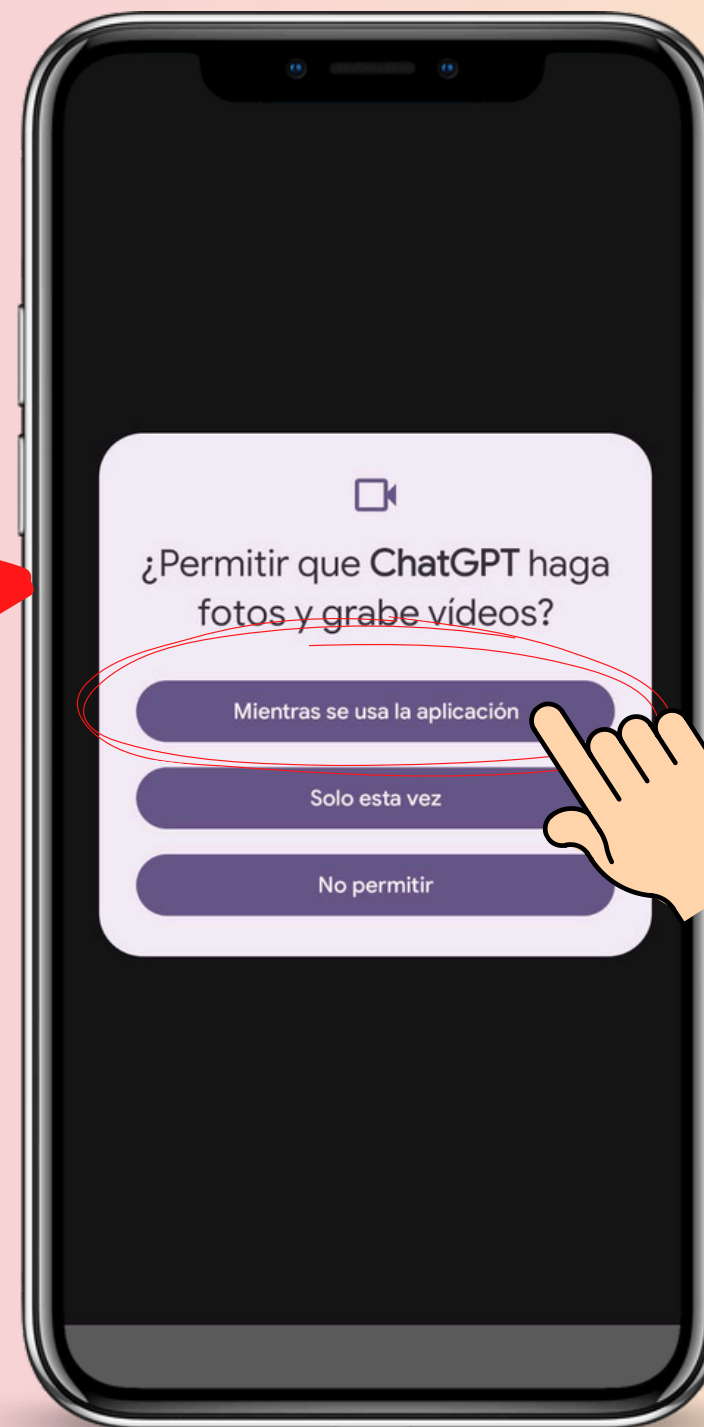 ¿Permitir que ChatGPT haga
fotos y grabe vídeos?
Mientras se usa la aplicación
Solo esta vez
No permitir